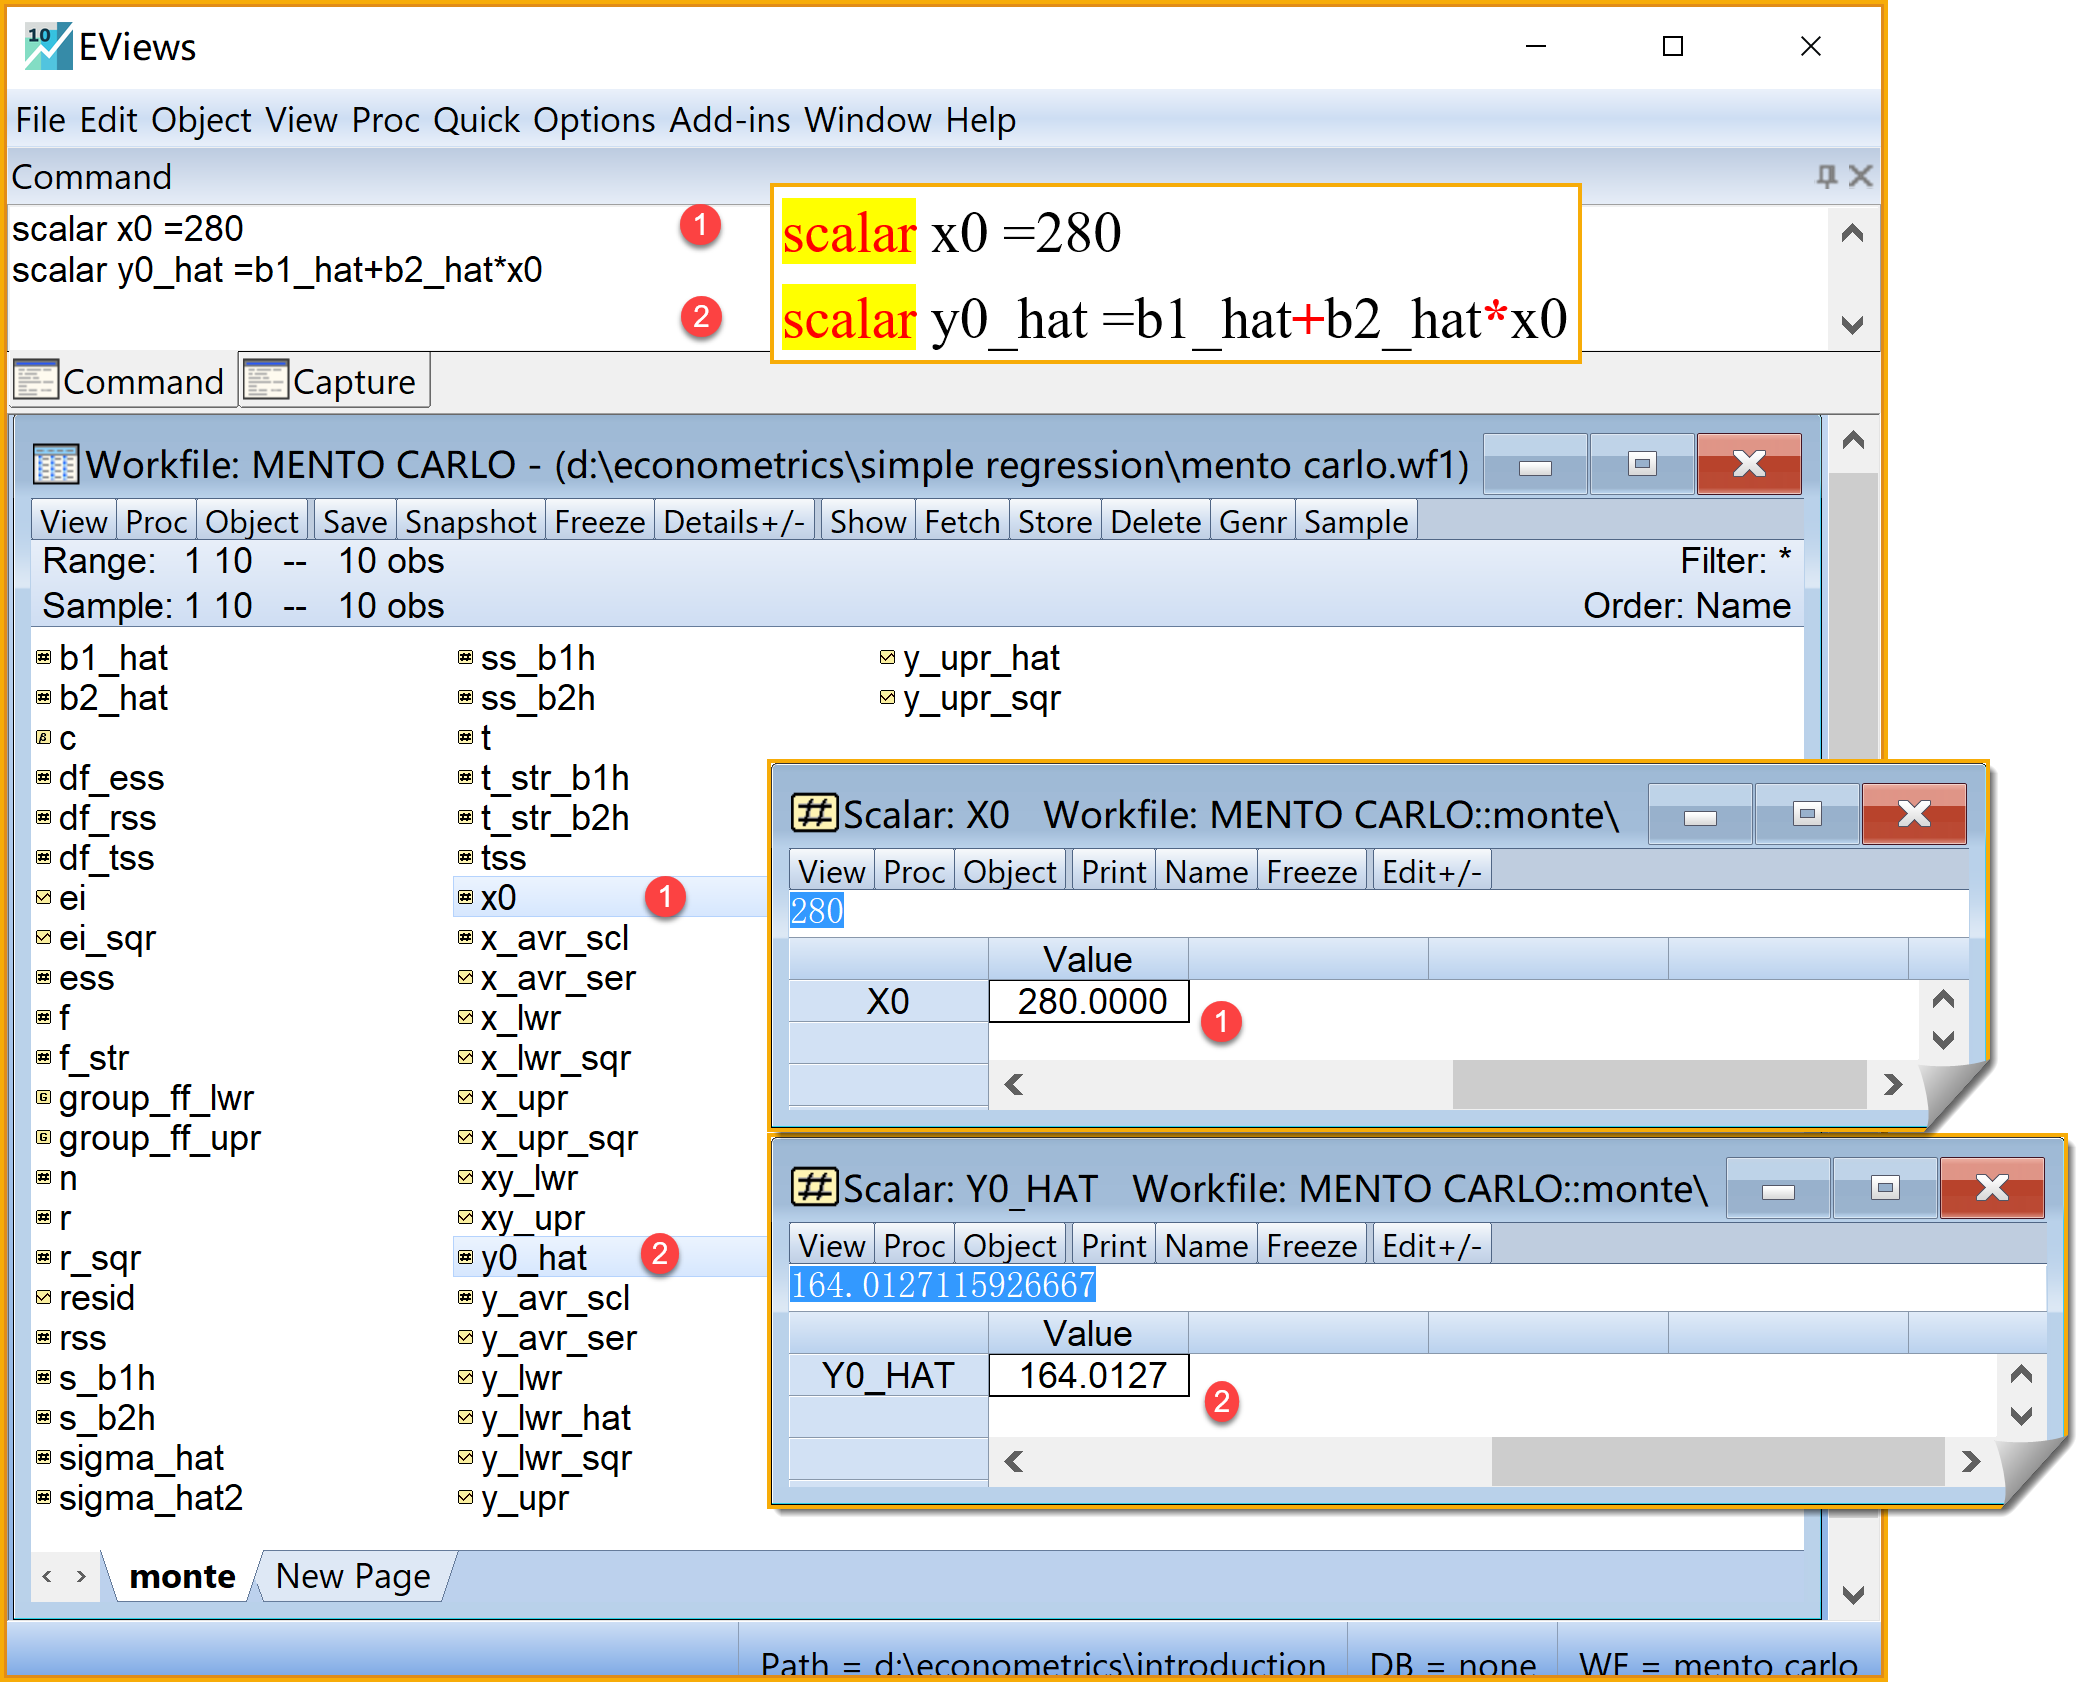 10 EViews
File Edit Object View Proc Quick Options Add-ins Window Help
Command
scalar x0 =280
scalar y0_hat =b1_hat+b2_hat*x0
1
2
scalar x0 =280
scalar y0_hat =b1_hat+b2_hat*x0
Command Capture
Workfile: MENTO CARLO - (d:\econometrics\simple regression\mento carlo.wf1)
View Proc Object Save Snapshot Freeze Details+/- Show Fetch Store Delete Genr Sample
Range: 1 10 -- 10 obs Filter: *
Sample: 1 10 -- 10 obs Order: Name
b1_hat
b2_hat
c
df_ess
df_rss
df_tss
ei
ei_sqr
ess
f
f_str
group_ff_lwr
group_ff_upr
n
r
r_sqr
resid
rss
s_b1h
s_b2h
sigma_hat
sigma_hat2
ss_b1h
ss_b2h
t
t_str_b1h
t_str_b2h
tss
x0 1
x_avr_scl
x_avr_ser
x_lwr
x_lwr_sqr
x_upr
x_upr_sqr
xy_lwr
xy_upr
y0_hat 2
y_avr_scl
y_avr_ser
y_lwr
y_lwr_hat
y_lwr_sqr
y_upr
y_upr_hat
y_upr_sqr
Scalar: X0 Workfile: MENTO CARLO::monte\
View Proc Object Print Name Freeze Edit+/-
280
Value
X0 280.0000
1
Scalar: Y0_HAT Workfile: MENTO CARLO::monte\
View Proc Object Print Name Freeze Edit+/-
164.0127115926667
Value
Y0_HAT 164.0127
2
monte New Page
Path = d:\econometrics\introduction DB = none WF = mento carlo